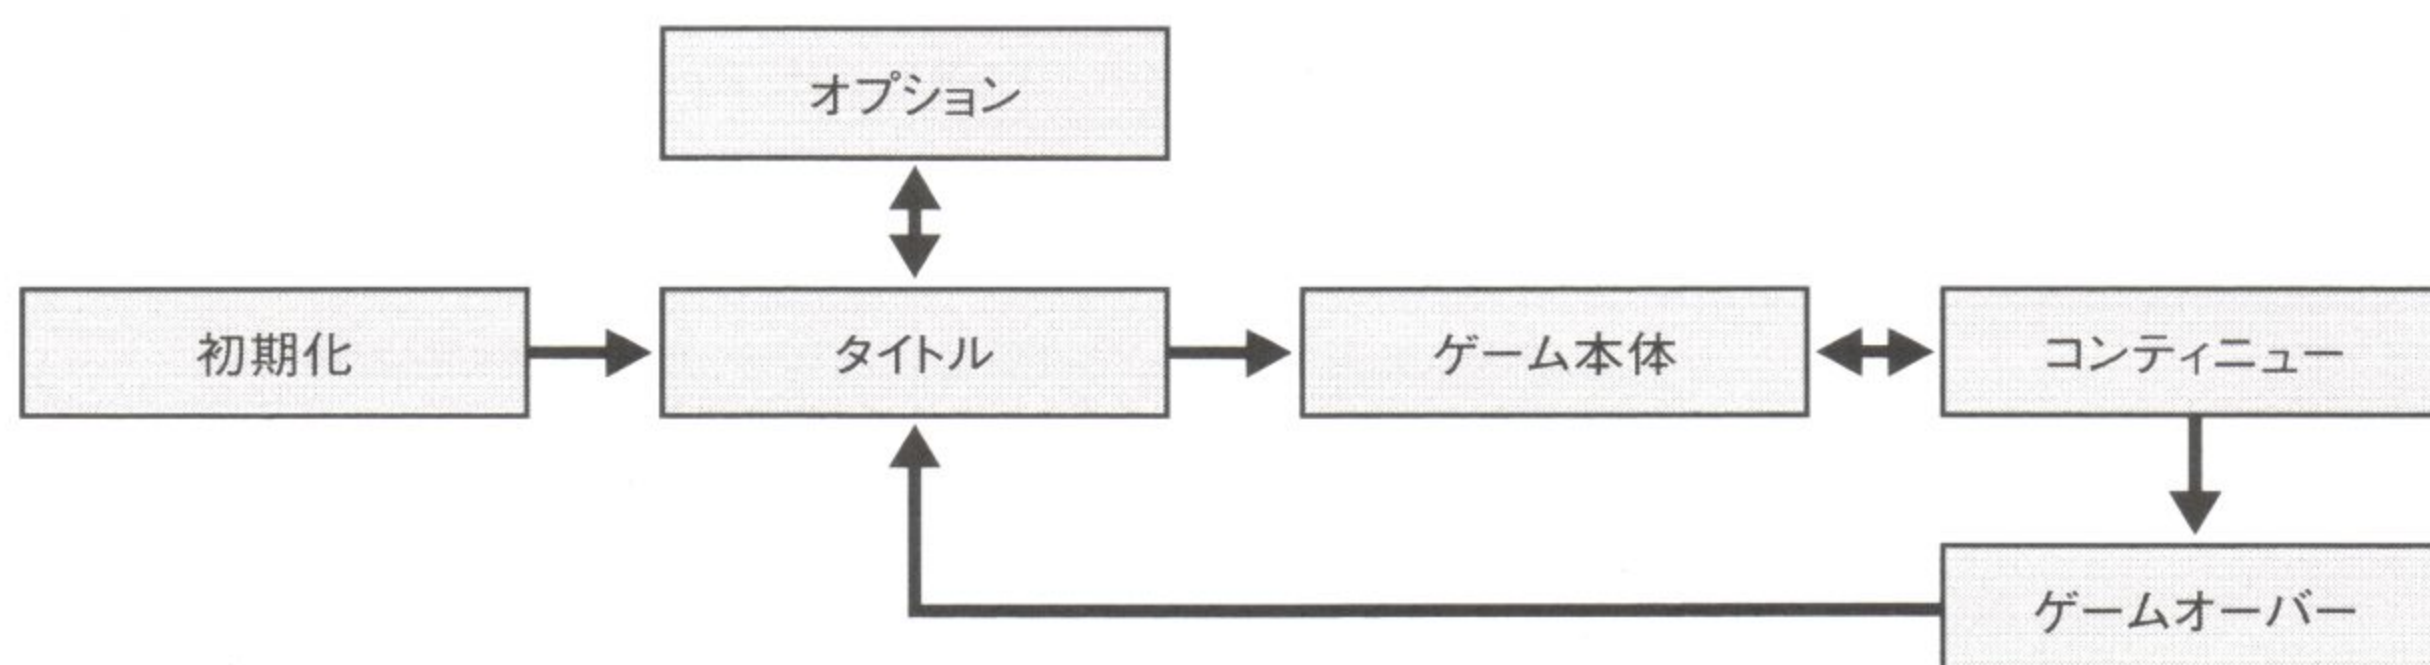 オプション
初期化
タイトル
ゲーム本体
コンティニュー
ゲームオーバー